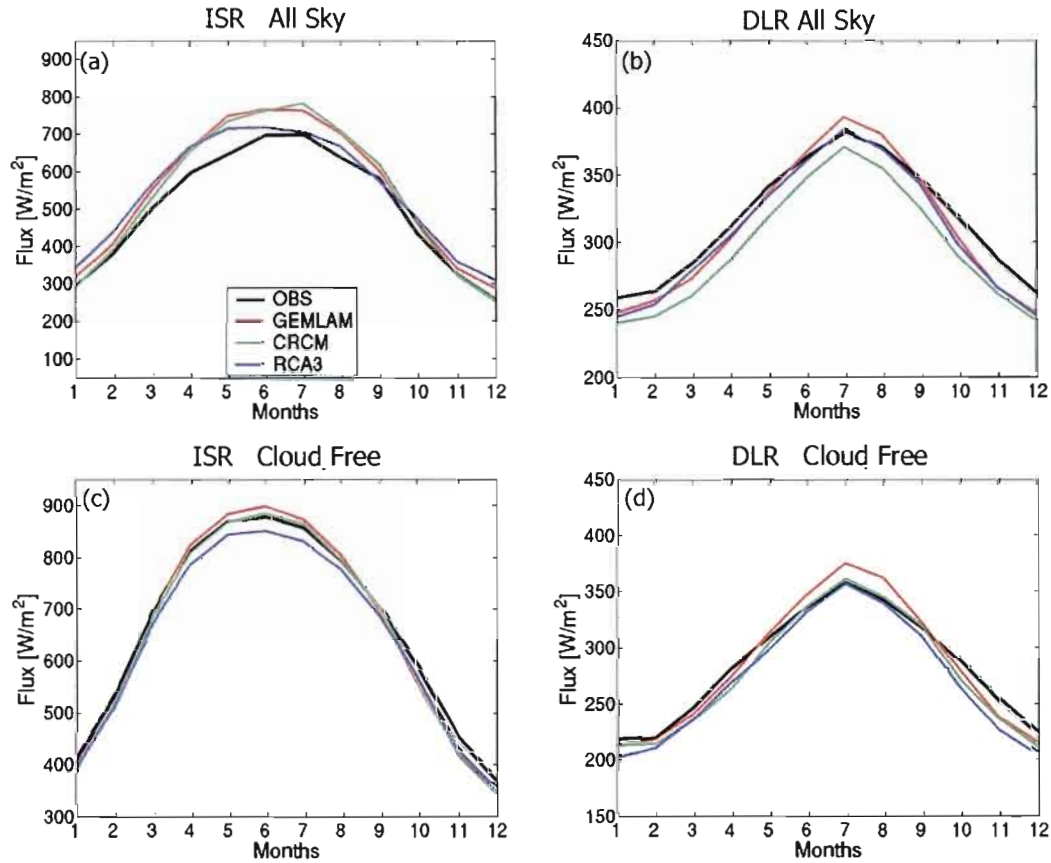 ISR All Sky
(a)
Flux [W/m²]
900
800
700
600
500
400
300
200
100
OBS
GEMLAM
CRCM
RCA3
1 2 3 4 5 6 7 8 9 10 11 12
Months
DLR All Sky
(b)
Flux [W/m²]
450
400
350
300
250
200
1 2 3 4 5 6 7 8 9 10 11 12
Months
ISR Cloud Free
(c)
Flux [W/m²]
900
800
700
600
500
400
300
1 2 3 4 5 6 7 8 9 10 11 12
Months
DLR Cloud Free
(d)
Flux [W/m²]
450
400
350
300
250
200
150
1 2 3 4 5 6 7 8 9 10 11 12
Months